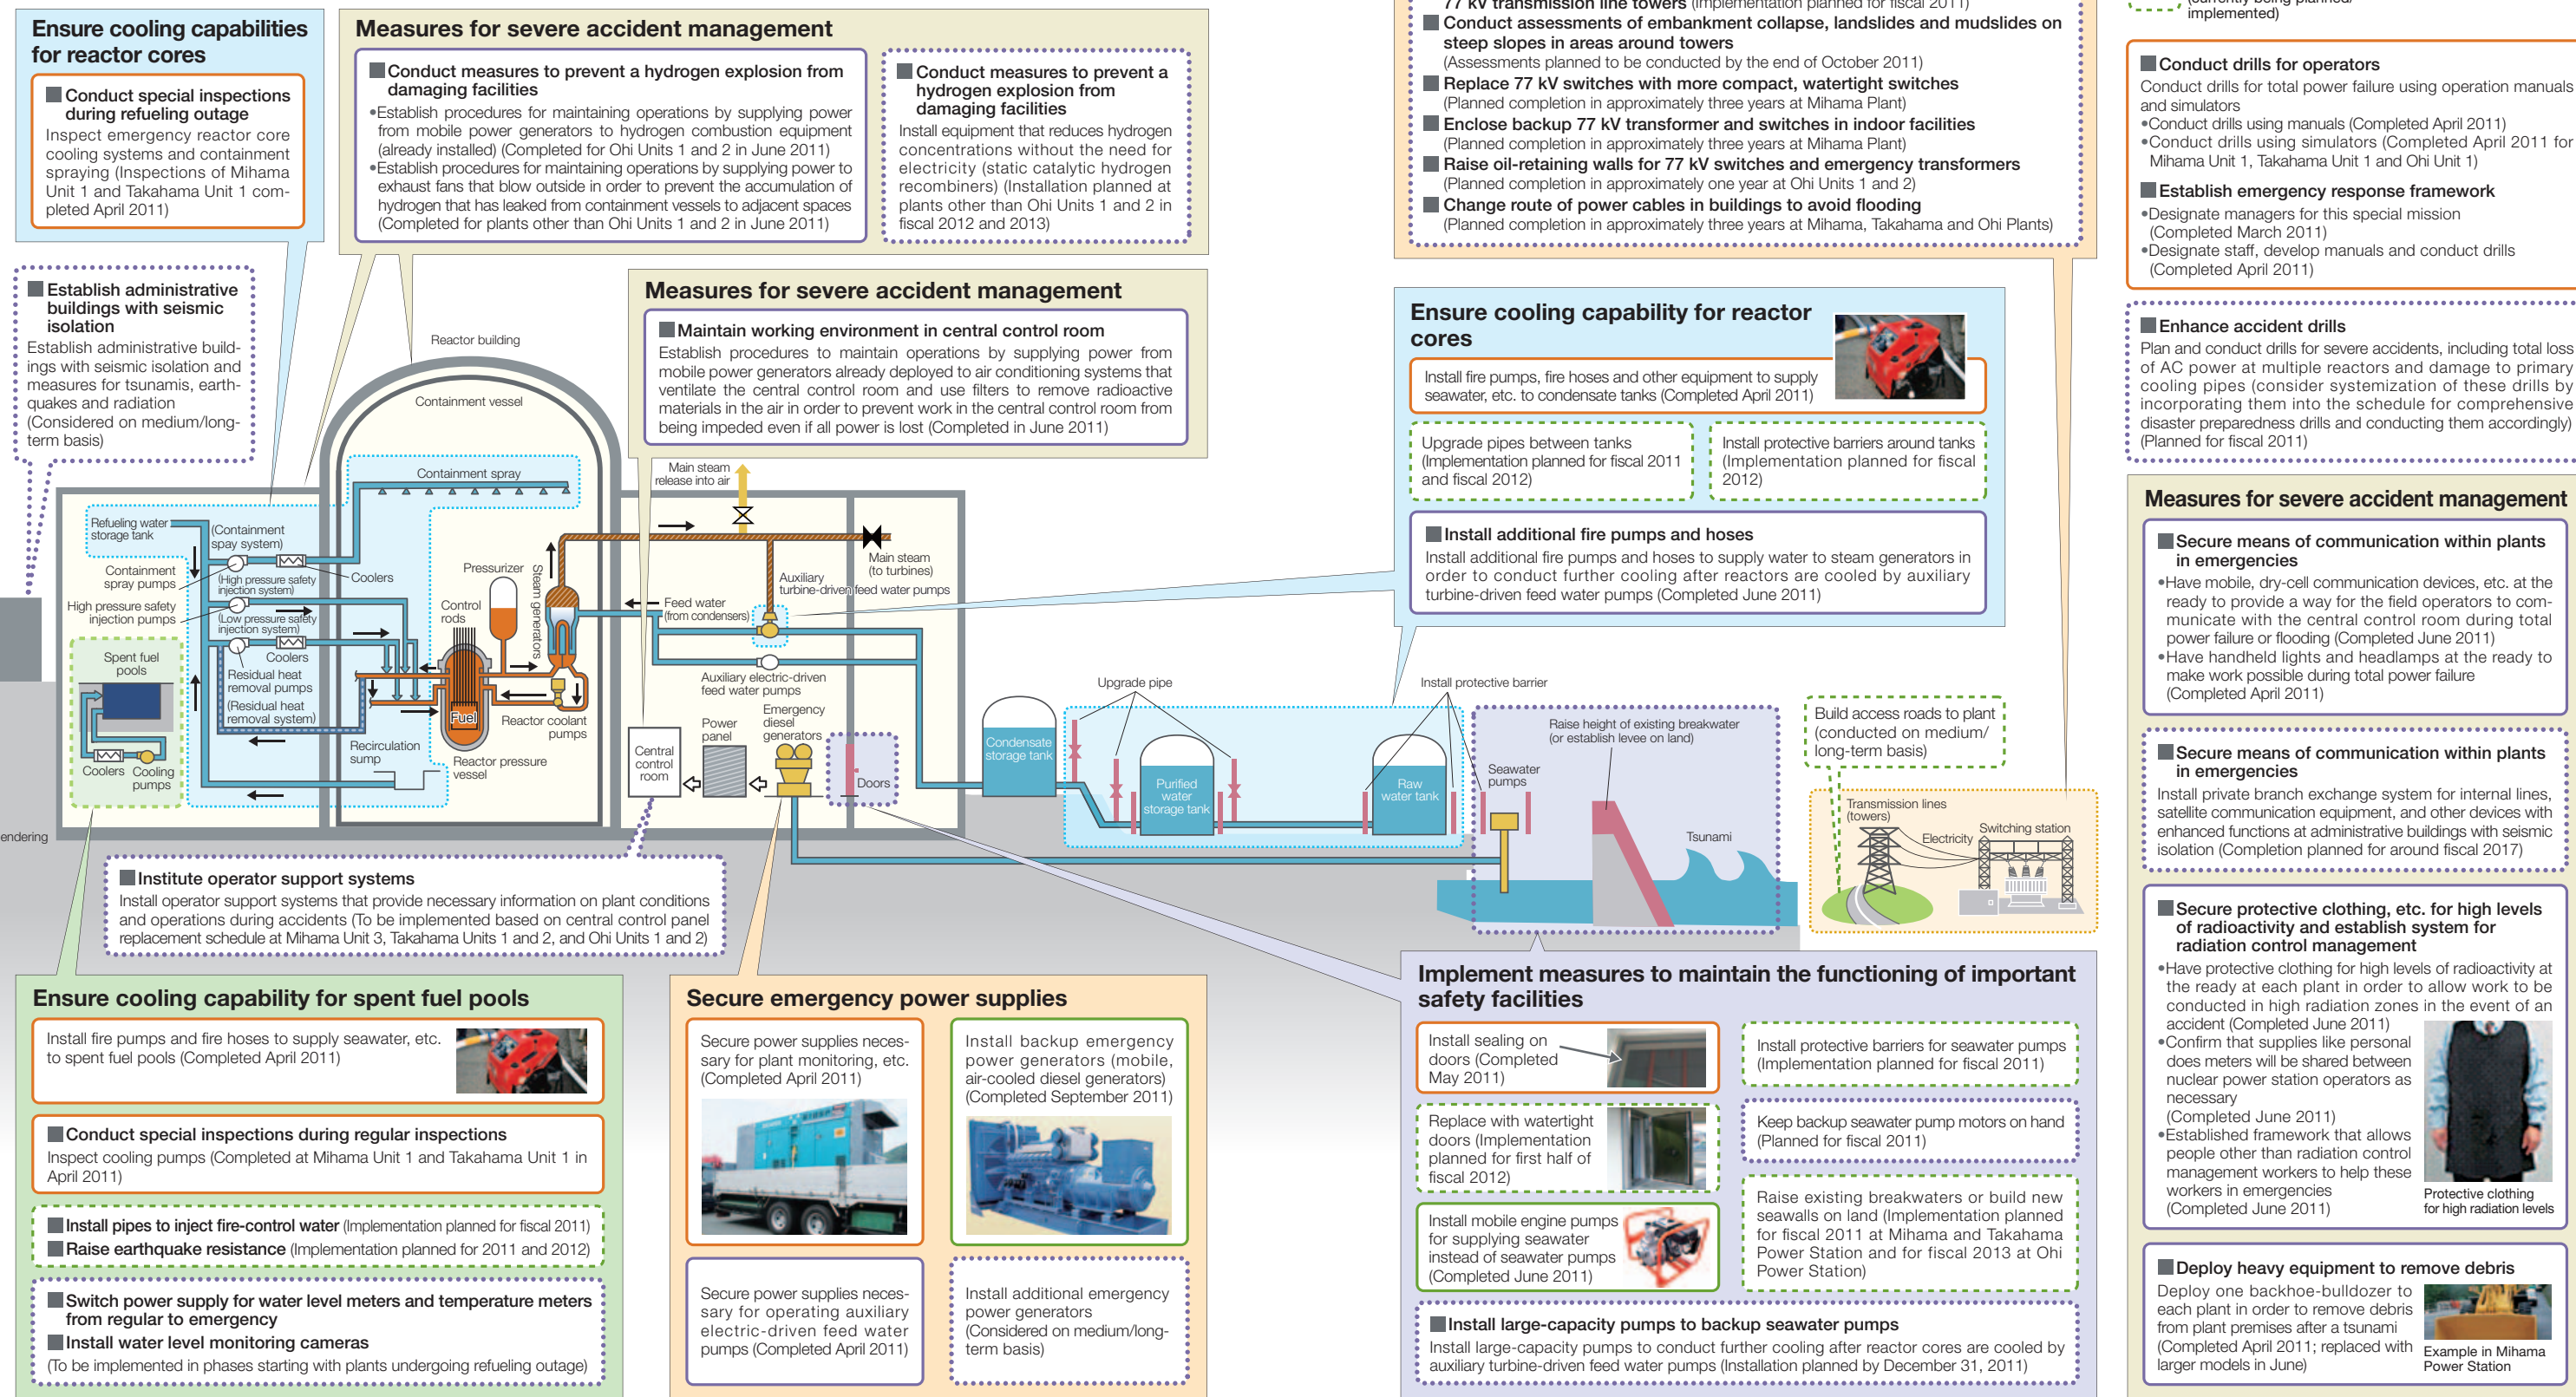 Ensure cooling capabilities
for reactor cores
■Conduct special inspections
during refueling outage
Inspect emergency reactor core
cooling systems and containment
spraying (Inspections of Mihama
Unit 1 and Takahama Unit 1 com-
pleted April 2011)
Measures for severe accident management
■Conduct measures to prevent a hydrogen explosion from
damaging facilities
•Establish procedures for maintaining operations by supplying power
from mobile power generators to hydrogen combustion equipment
(already installed) (Completed for Ohi Units 1 and 2 in June 2011)
•Establish procedures for maintaining operations by supplying power to
exhaust fans that blow outside in order to prevent the accumulation of
hydrogen that has leaked from containment vessels to adjacent spaces
(Completed for plants other than Ohi Units 1 and 2 in June 2011)
■Conduct measures to prevent a
hydrogen explosion from
damaging facilities
Install equipment that reduces hydrogen
concentrations without the need for
electricity (static catalytic hydrogen
recombiners) (Installation planned at
plants other than Ohi Units 1 and 2 in
fiscal 2012 and 2013)
77 kV transmission line towers (Implementation planned for fiscal 2011)
■Conduct assessments of embankment collapse, landslides and mudslides on
steep slopes in areas around towers
(Assessments planned to be conducted by the end of October 2011)
■Replace 77 kV switches with more compact, watertight switches
(Planned completion in approximately three years at Mihama Plant)
■Enclose backup 77 kV transformer and switches in indoor facilities
(Planned completion in approximately three years at Mihama Plant)
■Raise oil-retaining walls for 77 kV switches and emergency transformers
(Planned completion in approximately one year at Ohi Units 1 and 2)
■Change route of power cables in buildings to avoid flooding
(Planned completion in approximately three years at Mihama, Takahama and Ohi Plants)
(currently being planned/
implemented)
■Conduct drills for operators
Conduct drills for total power failure using operation manuals
and simulators
•Conduct drills using manuals (Completed April 2011)
•Conduct drills using simulators (Completed April 2011 for
Mihama Unit 1, Takahama Unit 1 and Ohi Unit 1)
■Establish emergency response framework
•Designate managers for this special mission
(Completed March 2011)
•Designate staff, develop manuals and conduct drills
(Completed April 2011)
■Enhance accident drills
Plan and conduct drills for severe accidents, including total loss
of AC power at multiple reactors and damage to primary
cooling pipes (consider systemization of these drills by
incorporating them into the schedule for comprehensive
disaster preparedness drills and conducting them accordingly)
(Planned for fiscal 2011)
■Establish administrative
buildings with seismic
isolation
Establish administrative build-
ings with seismic isolation and
measures for tsunamis, earth-
quakes and radiation
(Considered on medium/long-
term basis)
Measures for severe accident management
■Maintain working environment in central control room
Establish procedures to maintain operations by supplying power from
mobile power generators already deployed to air conditioning systems that
ventilate the central control room and use filters to remove radioactive
materials in the air in order to prevent work in the central control room from
being impeded even if all power is lost (Completed in June 2011)
Ensure cooling capability for reactor
cores
Install fire pumps, fire hoses and other equipment to supply
seawater, etc. to condensate tanks (Completed April 2011)
Upgrade pipes between tanks
(Implementation planned for fiscal 2011
and fiscal 2012)
Install protective barriers around tanks
(Implementation planned for fiscal
2012)
■Install additional fire pumps and hoses
Install additional fire pumps and hoses to supply water to steam generators in
order to conduct further cooling after reactors are cooled by auxiliary
turbine-driven feed water pumps (Completed June 2011)
Reactor building
Containment vessel
Containment spray
Main steam
release into air
Refueling water
storage tank
(Containment
spay system)
Containment
spray pumps
Coolers
(High pressure safety
injection system)
High pressure safety
injection pumps
(Low pressure safety
injection system)
Coolers
Residual heat
removal pumps
(Residual heat
removal system)
Spent fuel
pools
Coolers
Cooling
pumps
Recirculation
sump
Pressurizer
Control
rods
Steam generators
Fuel
Reactor coolant
pumps
Reactor pressure
vessel
Main steam
(to turbines)
Auxiliary
turbine-driven feed water pumps
Feed water
(from condensers)
Auxiliary electric-driven
feed water pumps
Emergency
diesel
generators
Power
panel
Central
control
room
Doors
Condensate
storage tank
Upgrade pipe
Purified
water
storage tank
Install protective barrier
Raw
water tank
Seawater
pumps
Raise height of existing breakwater
(or establish levee on land)
Tsunami
Build access roads to plant
(conducted on medium/
long-term basis)
Transmission lines
(towers)
Electricity
Switching station
endering
■Institute operator support systems
Install operator support systems that provide necessary information on plant conditions
and operations during accidents (To be implemented based on central control panel
replacement schedule at Mihama Unit 3, Takahama Units 1 and 2, and Ohi Units 1 and 2)
Ensure cooling capability for spent fuel pools
Install fire pumps and fire hoses to supply seawater, etc.
to spent fuel pools (Completed April 2011)
■Conduct special inspections during regular inspections
Inspect cooling pumps (Completed at Mihama Unit 1 and Takahama Unit 1 in
April 2011)
■Install pipes to inject fire-control water (Implementation planned for fiscal 2011)
■Raise earthquake resistance (Implementation planned for 2011 and 2012)
■Switch power supply for water level meters and temperature meters
from regular to emergency
■Install water level monitoring cameras
(To be implemented in phases starting with plants undergoing refueling outage)
Secure emergency power supplies
Secure power supplies neces-
sary for plant monitoring, etc.
(Completed April 2011)
Install backup emergency
power generators (mobile,
air-cooled diesel generators)
(Completed September 2011)
Secure power supplies neces-
sary for operating auxiliary
electric-driven feed water
pumps (Completed April 2011)
Install additional emergency
power generators
(Considered on medium/long-
term basis)
Implement measures to maintain the functioning of important
safety facilities
Install sealing on
doors (Completed
May 2011)
Install protective barriers for seawater pumps
(Implementation planned for fiscal 2011)
Replace with watertight
doors (Implementation
planned for first half of
fiscal 2012)
Keep backup seawater pump motors on hand
(Planned for fiscal 2011)
Install mobile engine pumps
for supplying seawater
instead of seawater pumps
(Completed June 2011)
Raise existing breakwaters or build new
seawalls on land (Implementation planned
for fiscal 2011 at Mihama and Takahama
Power Station and for fiscal 2013 at Ohi
Power Station)
■Install large-capacity pumps to backup seawater pumps
Install large-capacity pumps to conduct further cooling after reactor cores are cooled by
auxiliary turbine-driven feed water pumps (Installation planned by December 31, 2011)
Measures for severe accident management
■Secure means of communication within plants
in emergencies
•Have mobile, dry-cell communication devices, etc. at the
ready to provide a way for the field operators to com-
municate with the central control room during total
power failure or flooding (Completed June 2011)
•Have handheld lights and headlamps at the ready to
make work possible during total power failure
(Completed April 2011)
■Secure means of communication within plants
in emergencies
Install private branch exchange system for internal lines,
satellite communication equipment, and other devices with
enhanced functions at administrative buildings with seismic
isolation (Completion planned for around fiscal 2017)
■Secure protective clothing, etc. for high levels
of radioactivity and establish system for
radiation control management
•Have protective clothing for high levels of radioactivity at
the ready at each plant in order to allow work to be
conducted in high radiation zones in the event of an
accident (Completed June 2011)
•Confirm that supplies like personal
does meters will be shared between
nuclear power station operators as
necessary
(Completed June 2011)
•Established framework that allows
people other than radiation control
management workers to help these
workers in emergencies
(Completed June 2011)
Protective clothing
for high radiation levels
■Deploy heavy equipment to remove debris
Deploy one backhoe-bulldozer to
each plant in order to remove debris
from plant premises after a tsunami
(Completed April 2011; replaced with
larger models in June)
Example in Mihama
Power Station